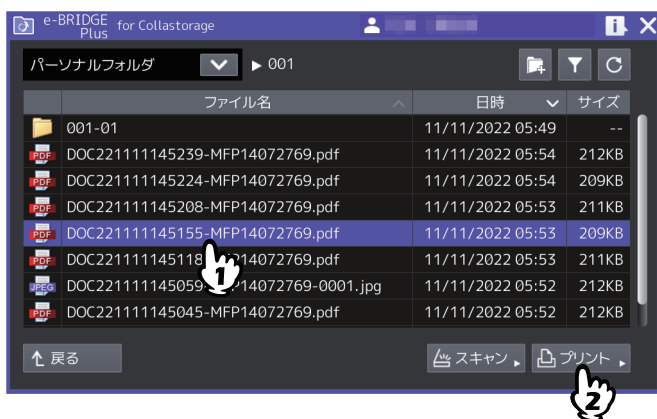 e-BRIDGE Plus for Collastorage
パーソナルフォルダ ▶ 001
ファイル名 日時 サイズ
001-01 11/11/2022 05:49 --
PDF DOC221111145239-MFP14072769.pdf 11/11/2022 05:54 212KB
PDF DOC221111145224-MFP14072769.pdf 11/11/2022 05:54 209KB
PDF DOC221111145208-MFP14072769.pdf 11/11/2022 05:53 211KB
PDF DOC221111145155-MFP14072769.pdf 11/11/2022 05:53 209KB
PDF DOC221111145118 MFP14072769.pdf 11/11/2022 05:53 211KB
1
JPEG DOC221111145059 MFP14072769-0001.jpg 11/11/2022 05:52 212KB
PDF DOC221111145045-MFP14072769.pdf 11/11/2022 05:52 212KB
戻る スキャン プリント
2